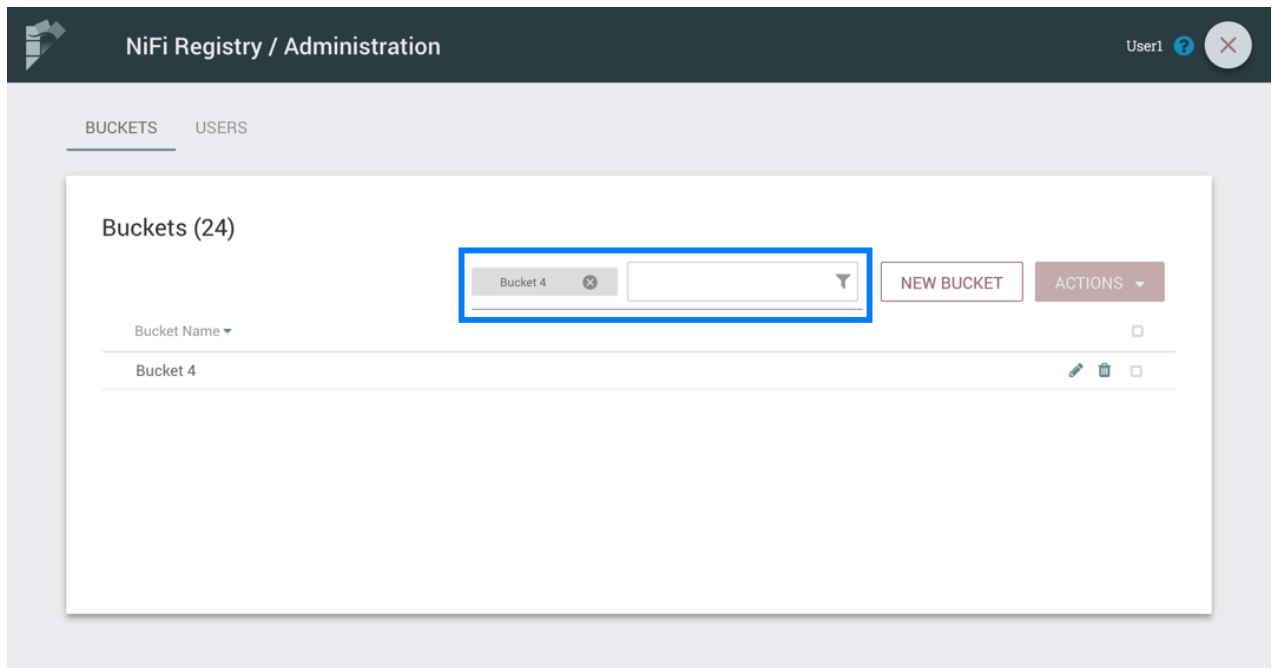 NiFi Registry / Administration
User1
BUCKETS USERS
Buckets (24)
Bucket 4
NEW BUCKET
ACTIONS
Bucket Name
Bucket 4